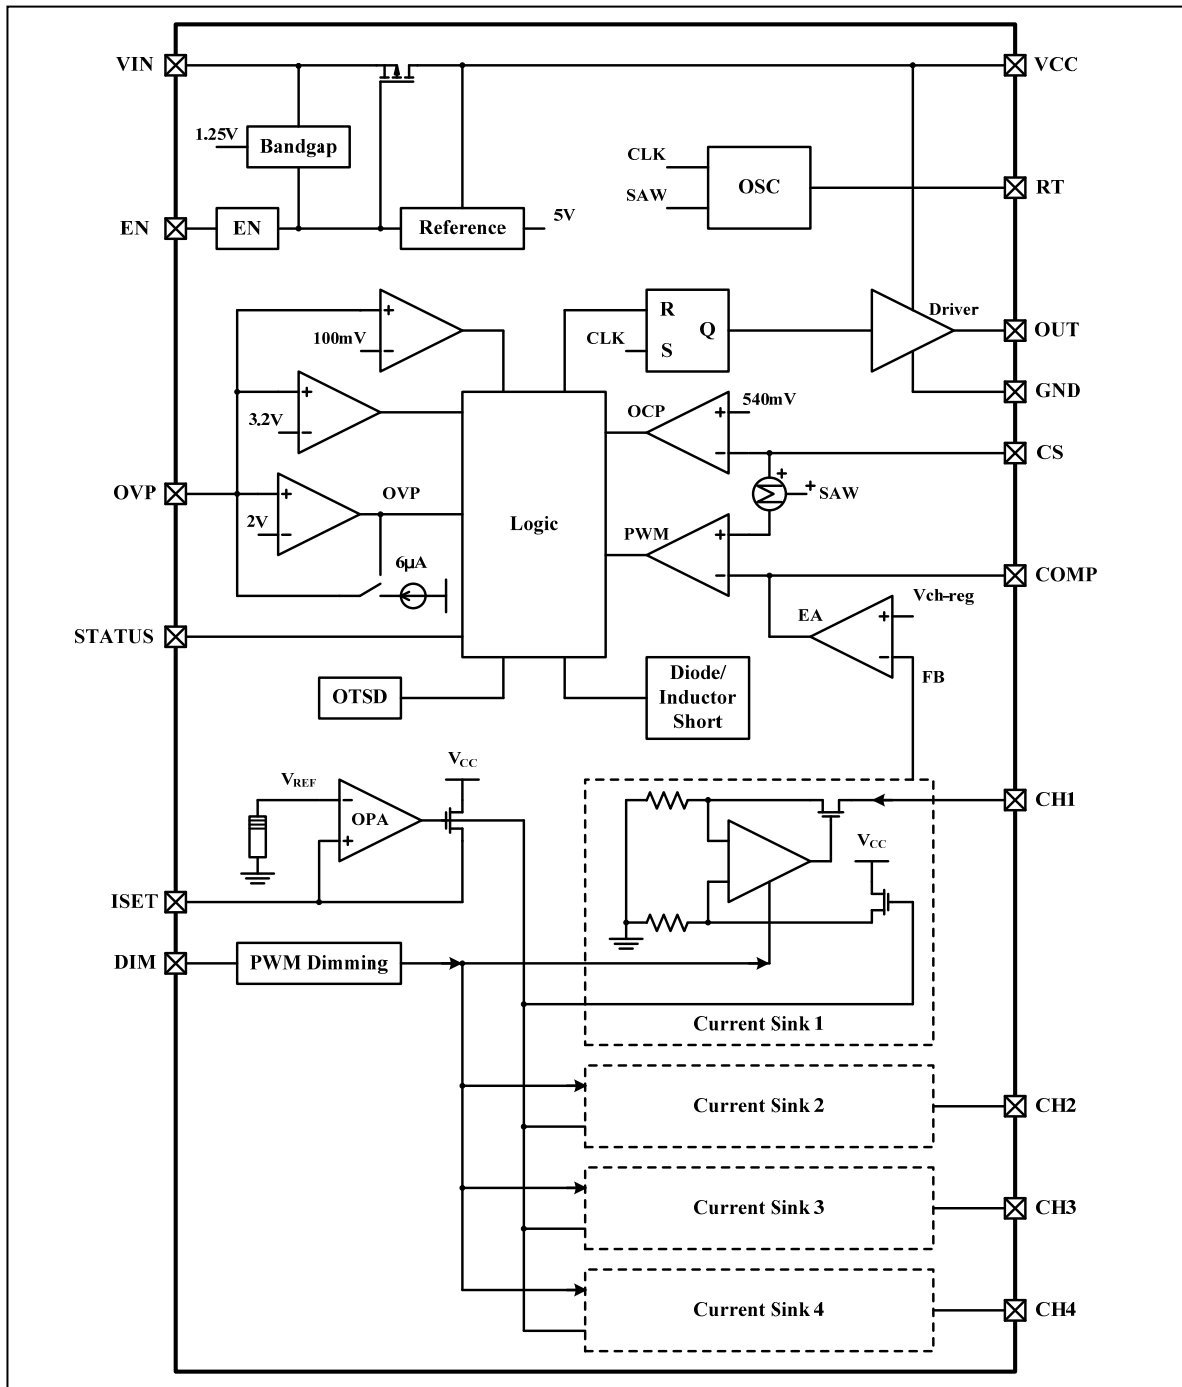 VIN
VCC
1.25V
Bandgap
CLK
OSC
SAW
RT
EN
EN
Reference
5V
+
100mV
−
R
Q
CLK
S
Driver
OUT
GND
+
3.2V
−
OCP
+
540mV
−
CS
OVP
+
2V
−
OVP
Logic
+
Σ
+
SAW
PWM
+
−
COMP
6μA
Vch-reg
EA
+
−
FB
STATUS
OTSD
Diode/
Inductor
Short
VREF
−
OPA
+
VCC
CH1
VCC
ISET
DIM
PWM Dimming
Current Sink 1
Current Sink 2
CH2
Current Sink 3
CH3
Current Sink 4
CH4